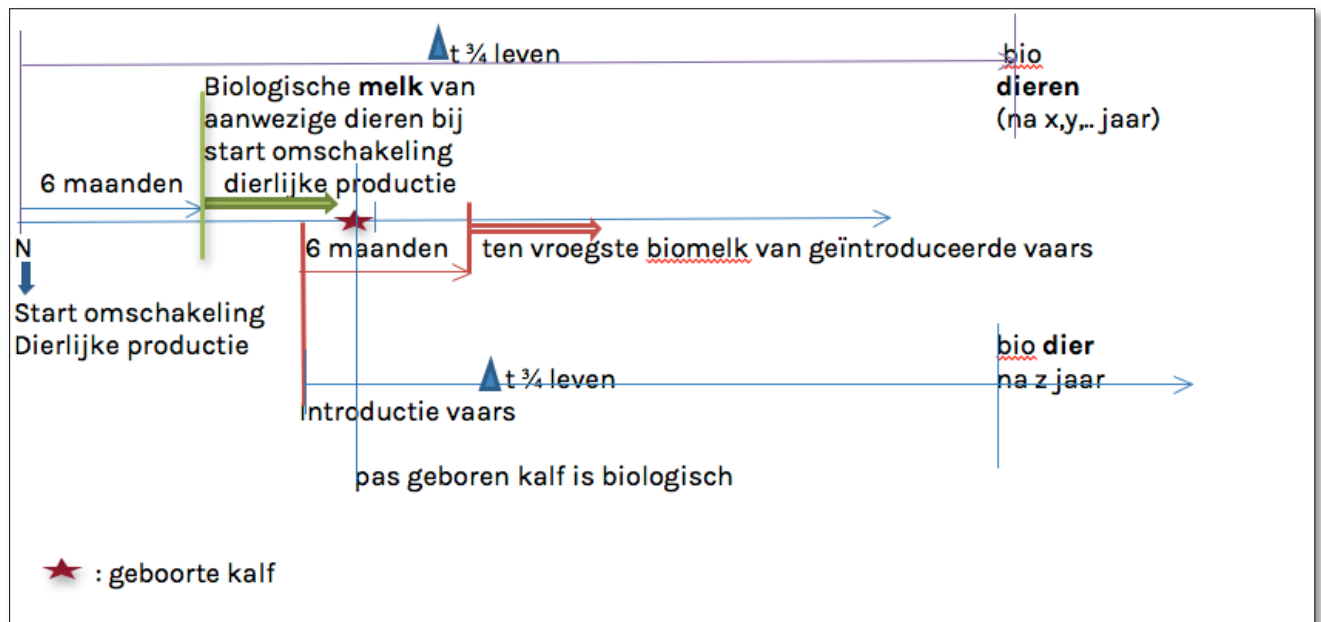 t ¾ leven
bio
dieren
(na x,y,.. jaar)
Biologische melk van
aanwezige dieren bij
start omschakeling
dierlijke productie
6 maanden
N
6 maanden
ten vroegste biomelk van geïntroduceerde vaars
Start omschakeling
Dierlijke productie
bio dier
na z jaar
t ¾ leven
Introductie vaars
pas geboren kalf is biologisch
: geboorte kalf